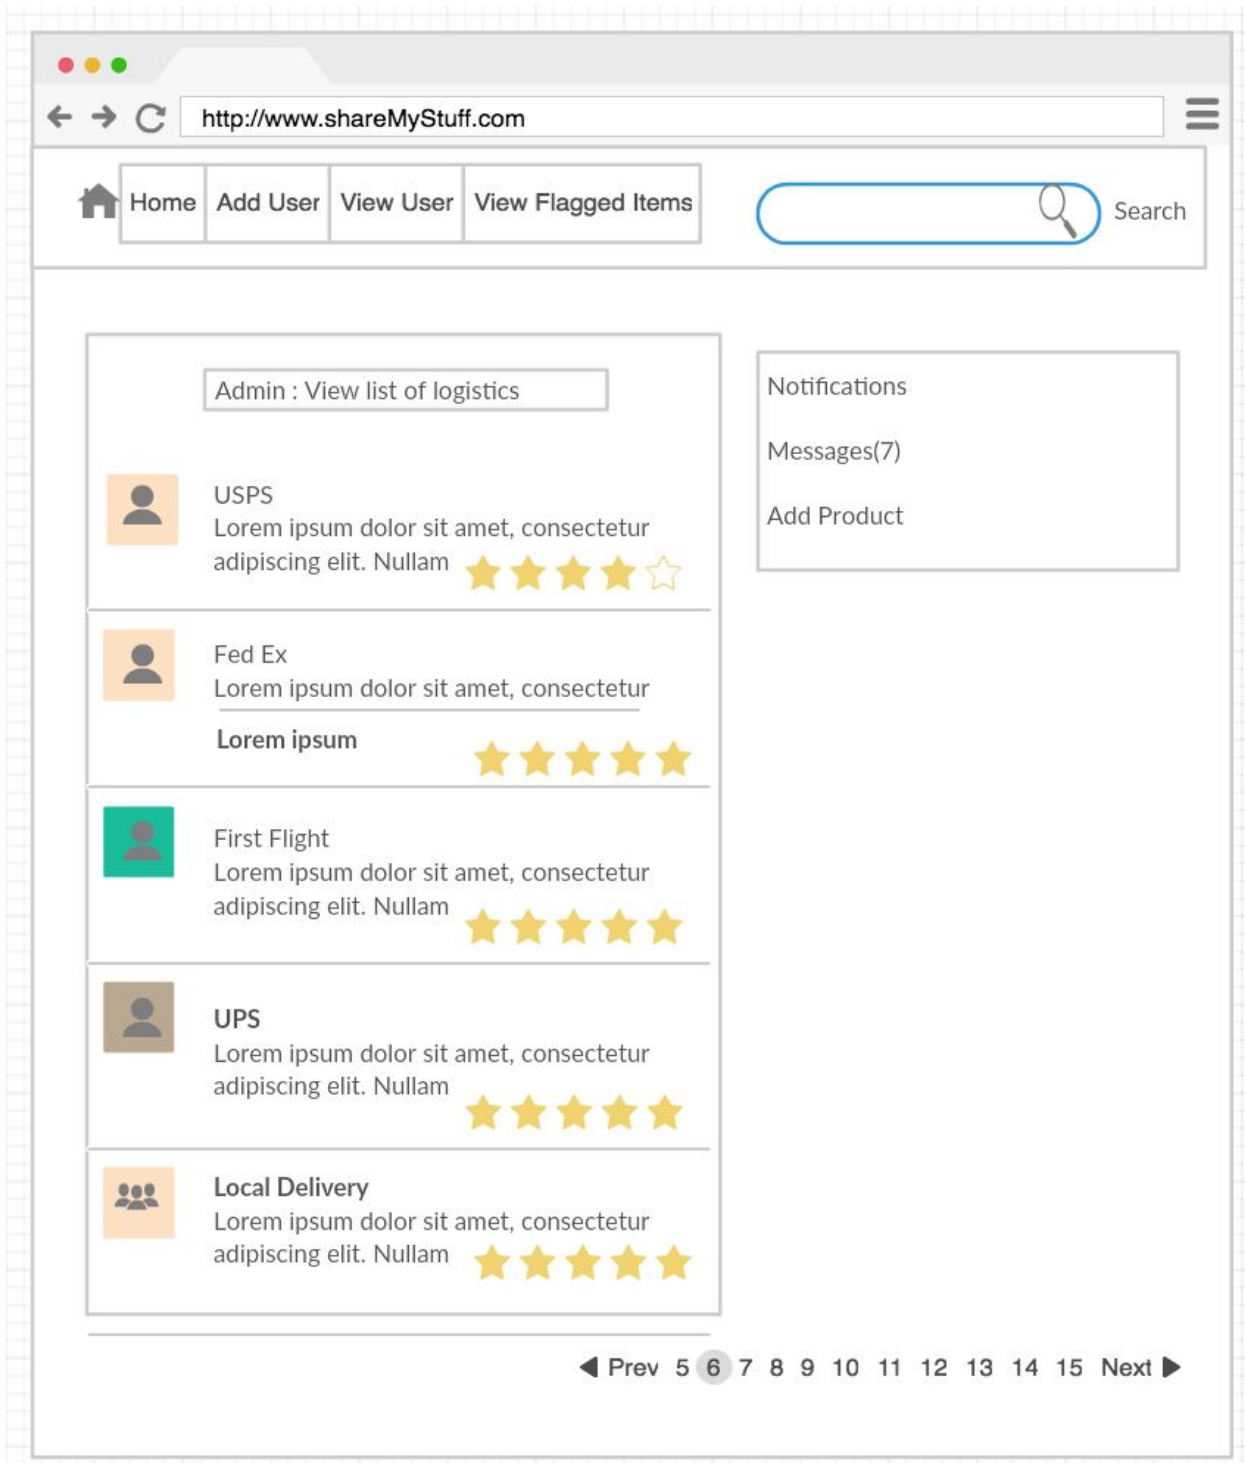 http://www.shareMyStuff.com
Home Add User View User View Flagged Items
Search
Admin : View list of logistics
USPS
Lorem ipsum dolor sit amet, consectetur
adipiscing elit. Nullam
Fed Ex
Lorem ipsum dolor sit amet, consectetur
Lorem ipsum
First Flight
Lorem ipsum dolor sit amet, consectetur
adipiscing elit. Nullam
UPS
Lorem ipsum dolor sit amet, consectetur
adipiscing elit. Nullam
Local Delivery
Lorem ipsum dolor sit amet, consectetur
adipiscing elit. Nullam
Notifications
Messages(7)
Add Product
Prev 5 6 7 8 9 10 11 12 13 14 15 Next